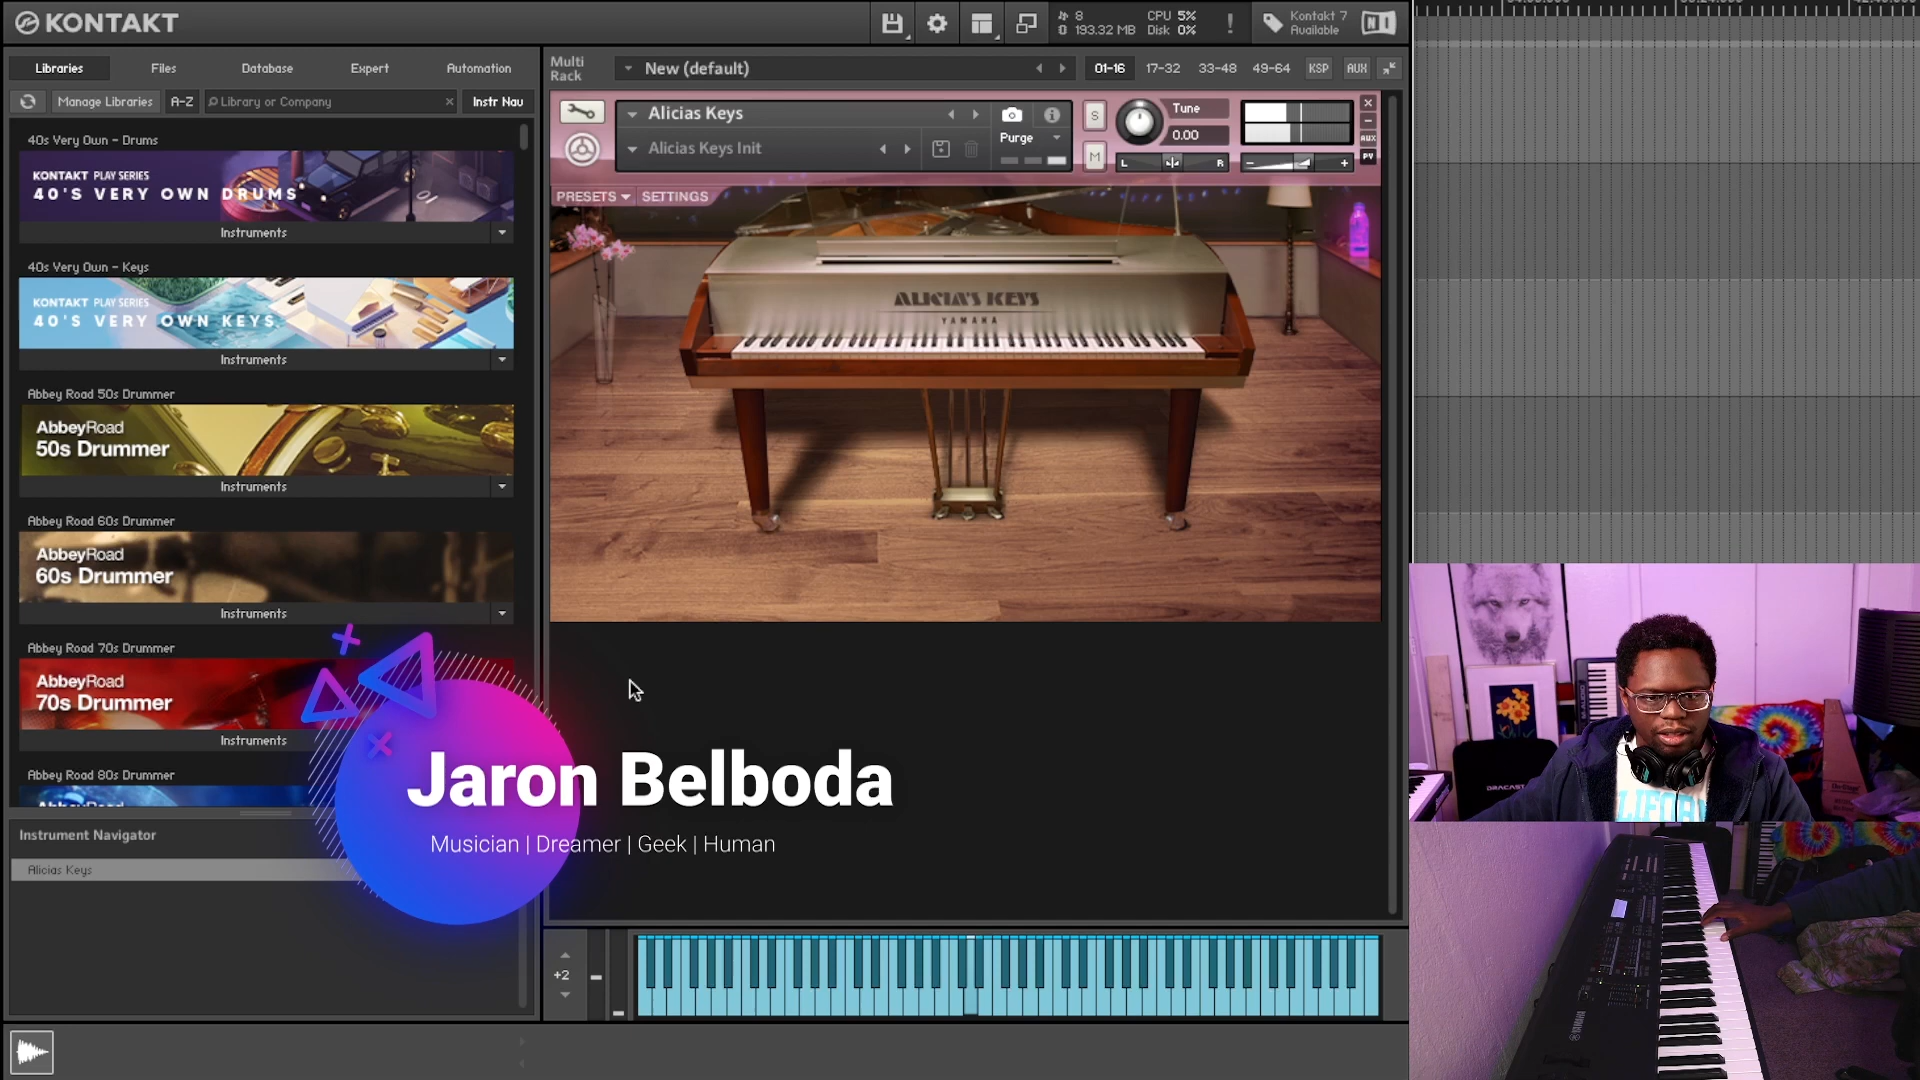 KONTAKT
8
193.32 MB
CPU 5%
Disk 0%
!
Kontakt 7
Available
NI
Libraries
Files
Database
Expert
Automation
Manage Libraries
A-Z
Library or Company
Instr Nav
Multi
Rack
New (default)
01-16
17-32
33-48
49-64
KSP
AUX
40s Very Own - Drums
KONTAKT PLAY SERIES
40'S VERY OWN DRUMS
Instruments
40s Very Own - Keys
KONTAKT PLAY SERIES
40'S VERY OWN KEYS
Instruments
Abbey Road 50s Drummer
AbbeyRoad
50s Drummer
Instruments
Abbey Road 60s Drummer
AbbeyRoad
60s Drummer
Instruments
Abbey Road 70s Drummer
AbbeyRoad
70s Drummer
Instruments
Abbey Road 80s Drummer
Instrument Navigator
Alicias Keys
Alicias Keys
Alicias Keys Init
Purge
S
M
Tune
0.00
L
R
AUX
PV
PRESETS
SETTINGS
ALICIA'S KEYS
YAMAHA
+2
Jaron Belboda
Musician | Dreamer | Geek | Human
YAMAHA